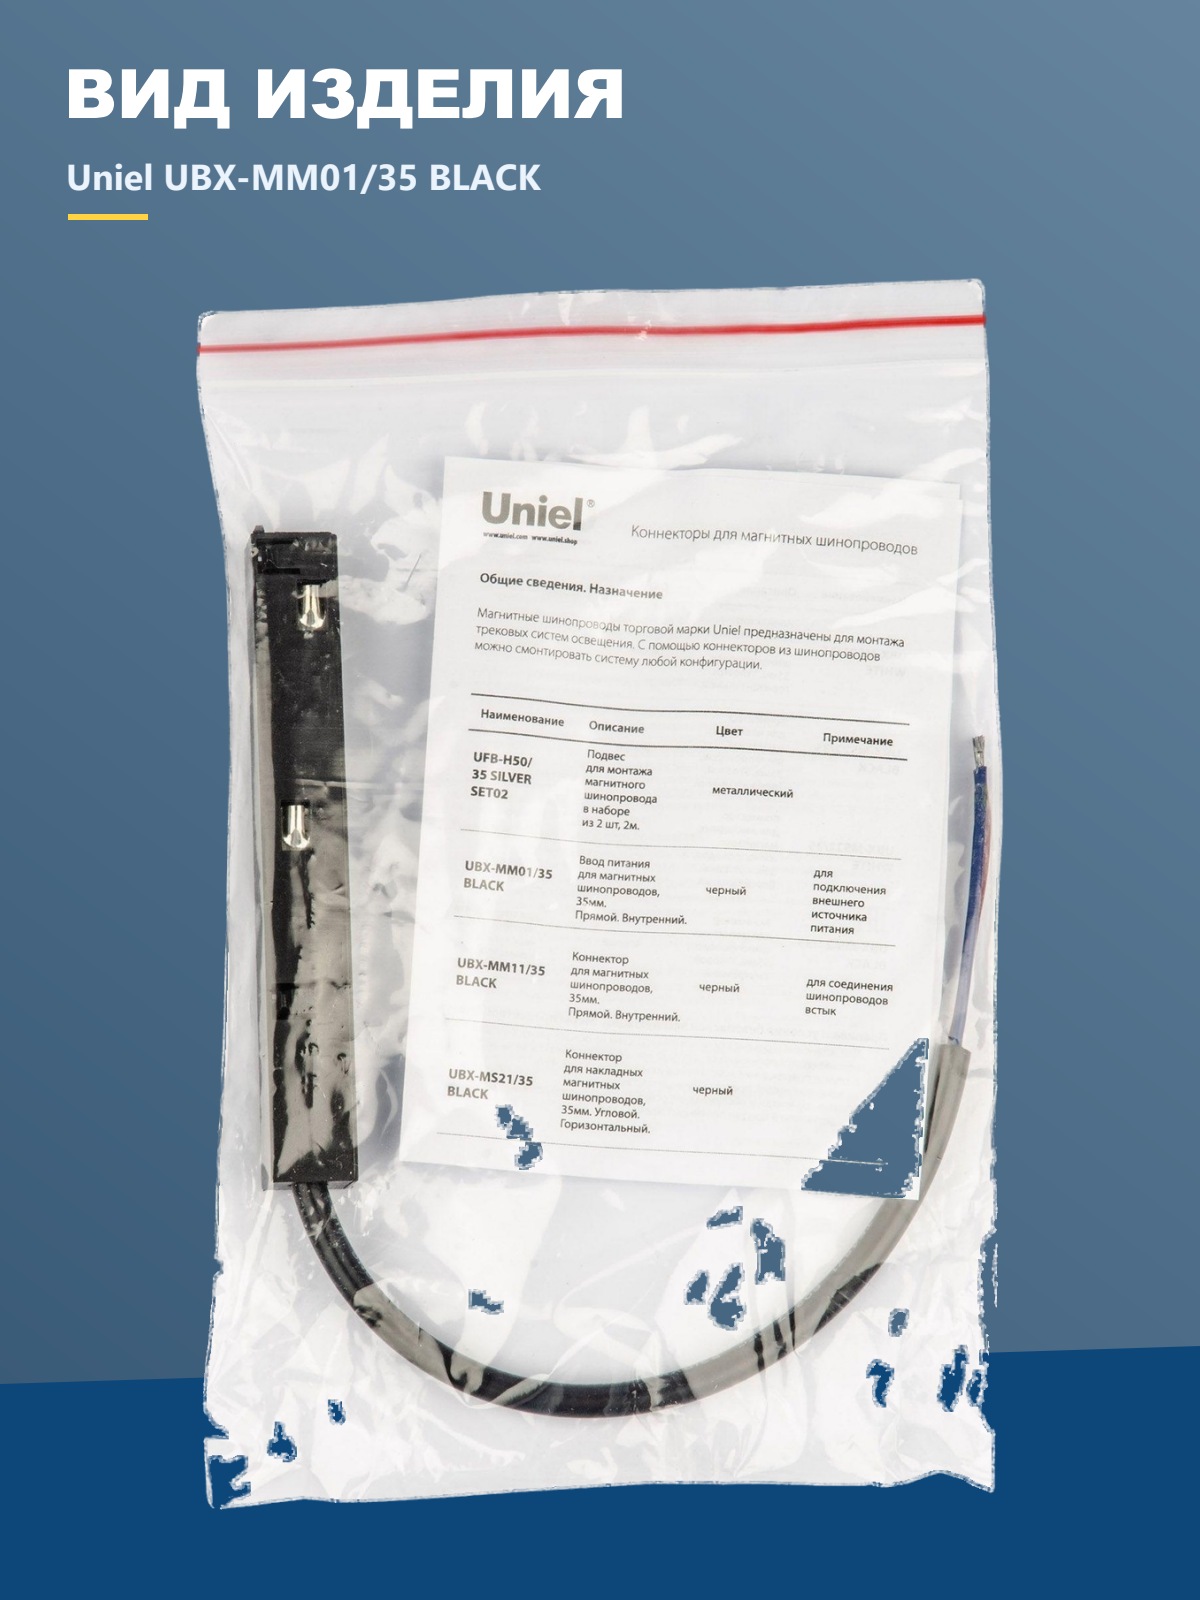 ВИД ИЗДЕЛИЯ
Uniel UBX-MM01/35 BLACK
Uniel®
www.uniel.com www.uniel.shop
Коннекторы для магнитных шинопроводов
Общие сведения. Назначение
Магнитные шинопроводы торговой марки Uniel предназначены для монтажа
трековых систем освещения. С помощью коннекторов из шинопроводов
можно смонтировать систему любой конфигурации.
Наименование Описание Цвет Примечание
UFB-H50/
35 SILVER
SET02
Подвес
для монтажа
магнитного
шинопровода
в наборе
из 2 шт, 2м.
металлический
UBX-MM01/35
BLACK
Ввод питания
для магнитных
шинопроводов,
35мм.
Прямой. Внутренний.
черный
для
подключения
внешнего
источника
питания
UBX-MM11/35
BLACK
Коннектор
для магнитных
шинопроводов,
35мм.
Прямой. Внутренний.
черный
для соединения
шинопроводов
встык
UBX-MS21/35
BLACK
Коннектор
для накладных
магнитных
шинопроводов,
35мм. Угловой.
Горизонтальный.
черный